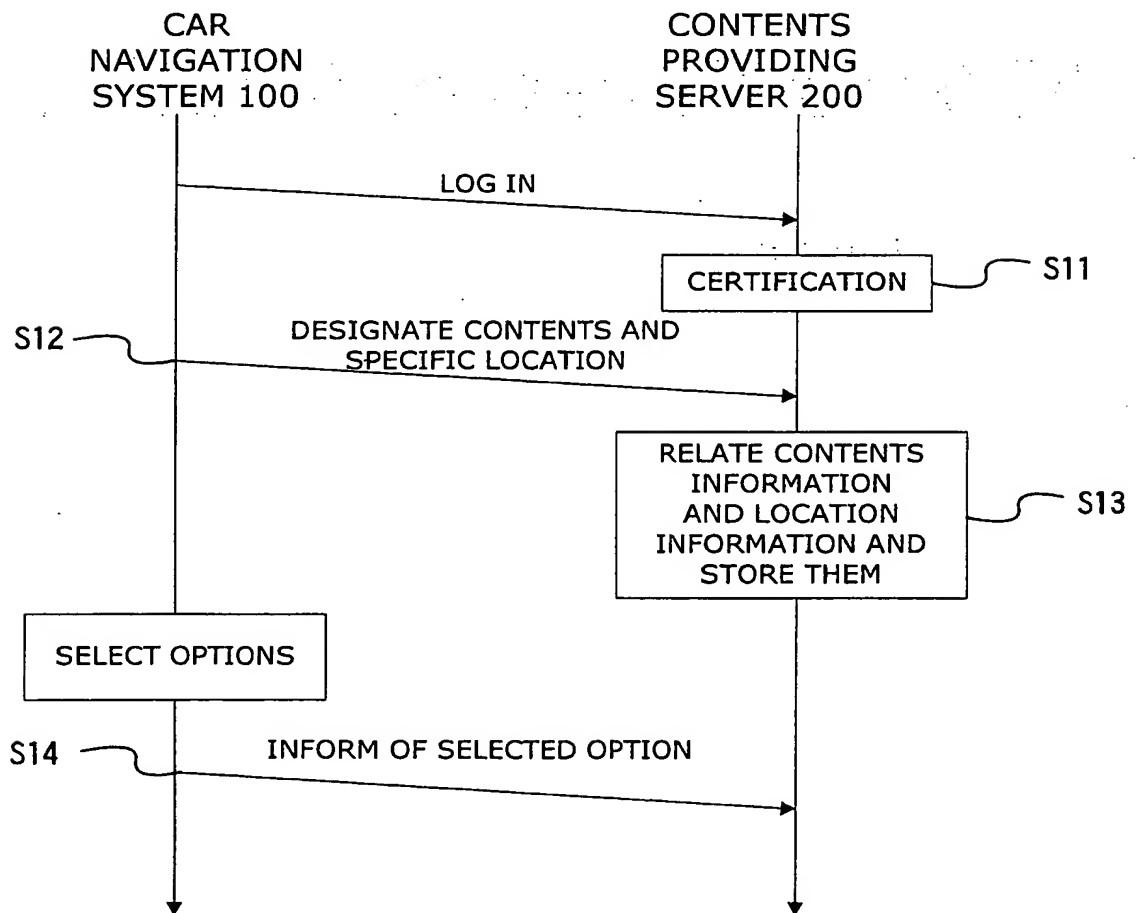 CAR
NAVIGATION
SYSTEM 100
CONTENTS
PROVIDING
SERVER 200
LOG IN
CERTIFICATION
S11
S12
DESIGNATE CONTENTS AND
SPECIFIC LOCATION
RELATE CONTENTS
INFORMATION
AND LOCATION
INFORMATION AND
STORE THEM
S13
SELECT OPTIONS
S14
INFORM OF SELECTED OPTION